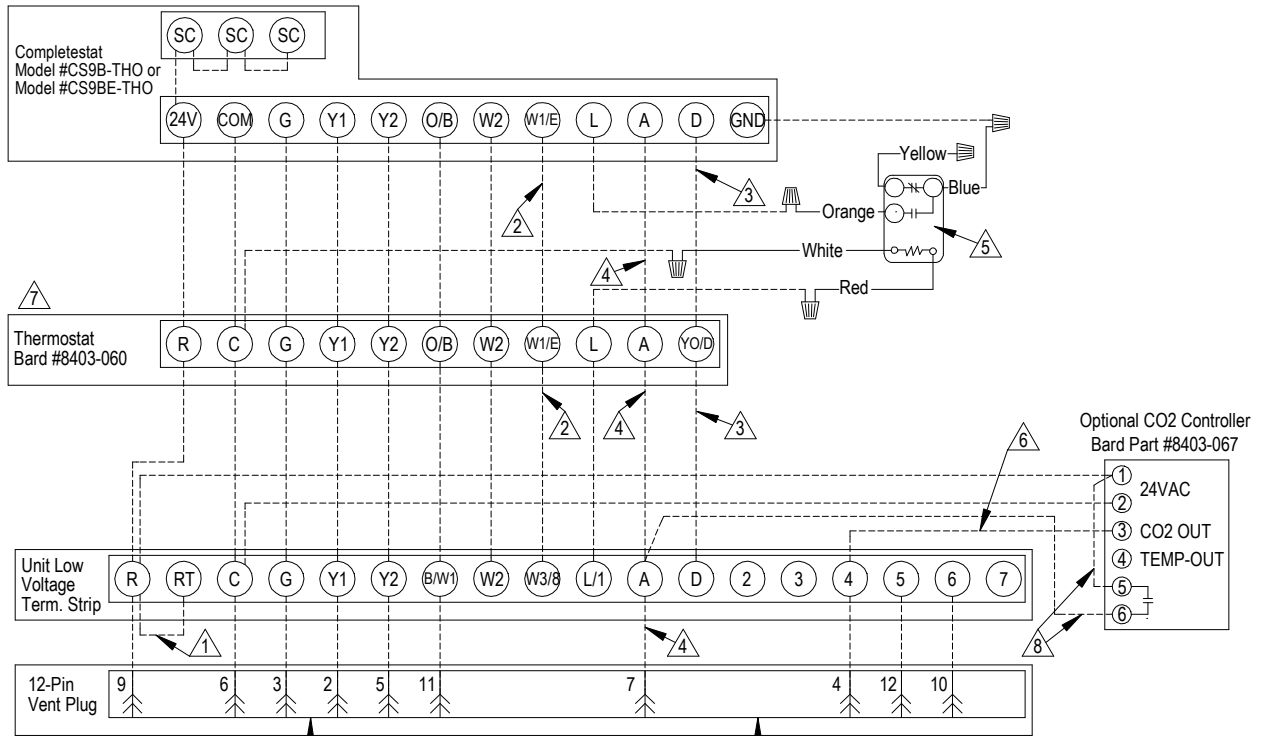 SC SC SC
Completestat
Model #CS9B-THO or
Model #CS9BE-THO
24V COM G Y1 Y2 O/B W2 W1/E L A D GND
Yellow
Blue
3
2
Orange
5
White
4
Red
7
Thermostat
Bard #8403-060
R C G Y1 Y2 O/B W2 W1/E L A YO/D
2 4 3
6
Optional CO2 Controller
Bard Part #8403-067
1
24VAC
2
3 CO2 OUT
4 TEMP-OUT
5
6
8
Unit Low
Voltage
Term. Strip
R RT C G Y1 Y2 B/W1 W2 W3/8 L/1 A D 2 3 4 5 6 7
1
4
12-Pin
Vent Plug
9 6 3 2 5 11 7 4 12 10